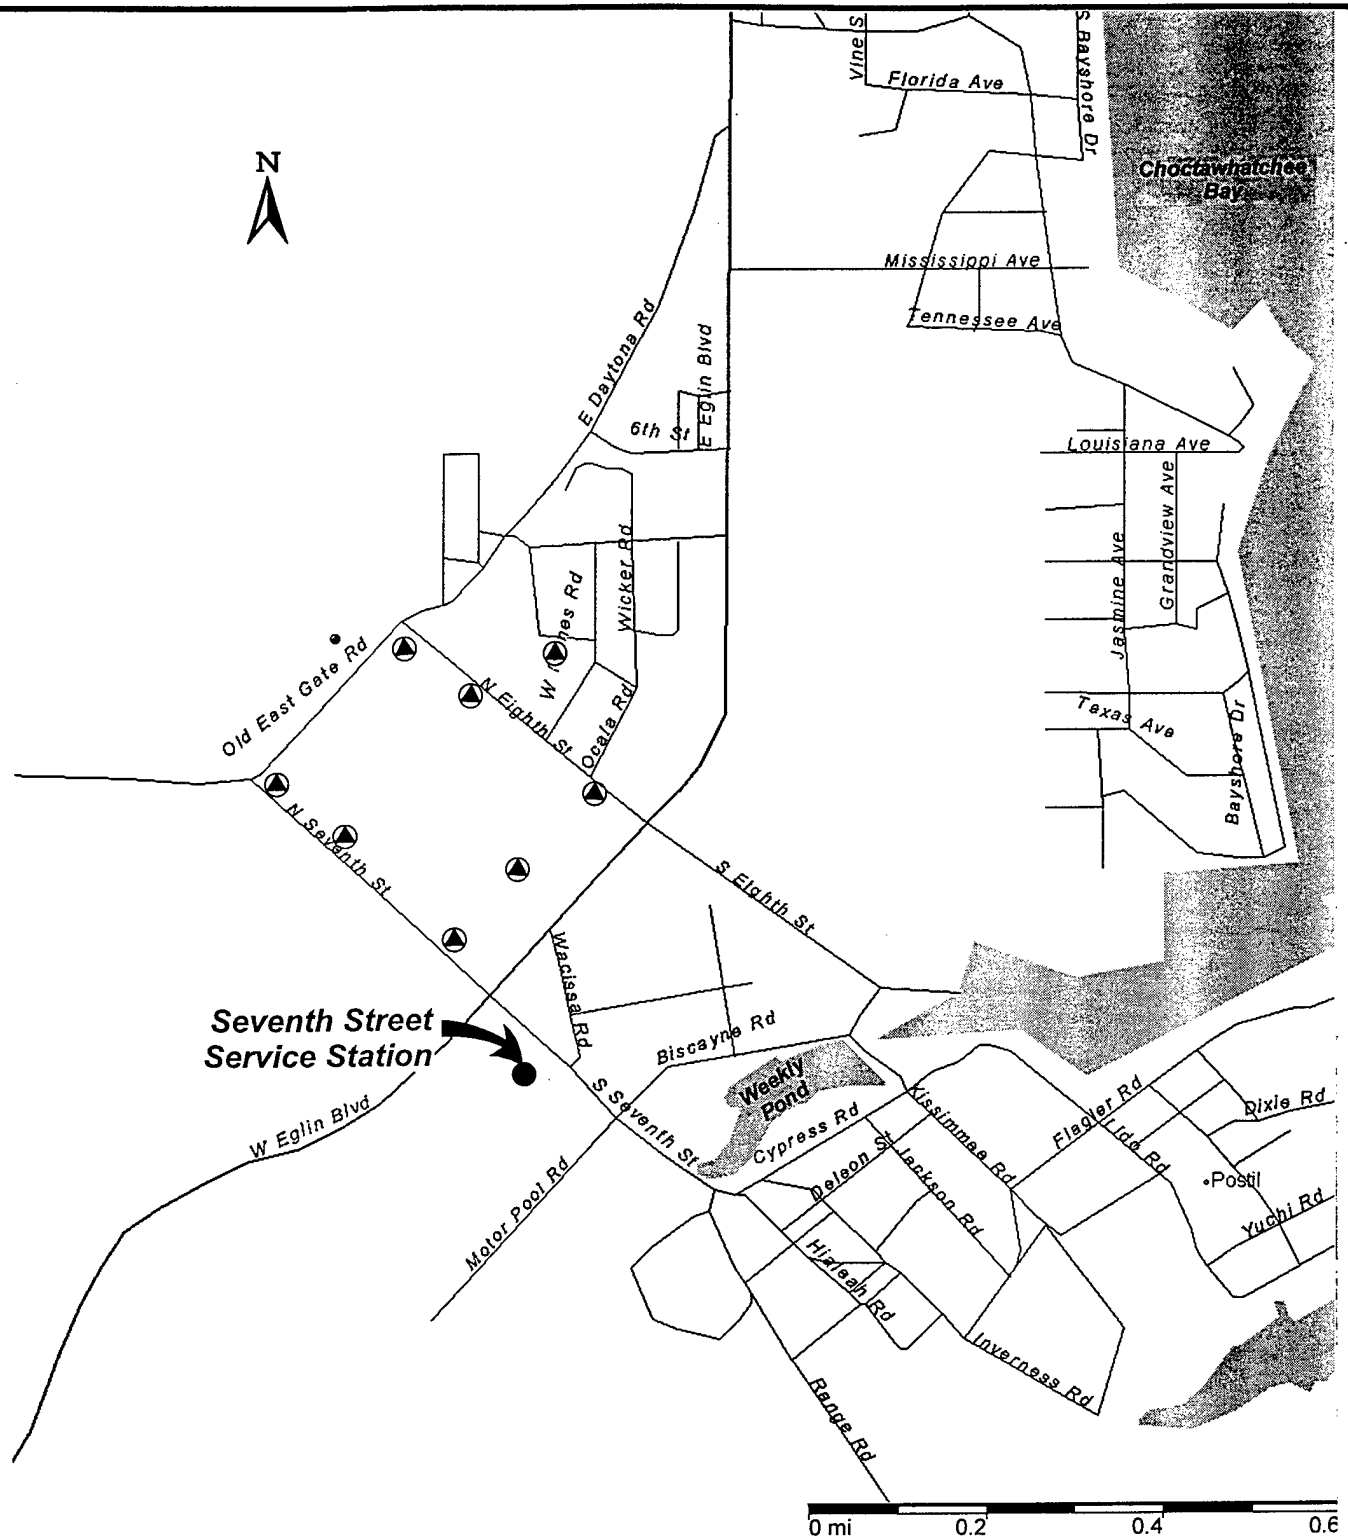 Vine S
S Bayshore Dr
Florida Ave
N
Choctawhatchee
Bay
Mississippi Ave
Tennessee Ave
E Daytona Rd
E Eglin Blvd
6th St
Louisiana Ave
Grandview Ave
Jasmine Ave
Wicker Rd
W
nes Rd
Old East Gate Rd
N Eighth St
Ocala Rd
Texas Ave
Bayshore Dr
N Seventh St
S Eighth St
Wacissa Rd
Seventh Street
Service Station
Biscayne Rd
Weekly
Pond
S Seventh St
W Eglin Blvd
Cypress Rd
Kissimmae Rd
Flagler Rd
Dixie Rd
Ido Rd
Deleon St
Jackson Rd
Postil
Yuchi Rd
Motor Pool Rd
Hialeah Rd
Inverness Rd
Range Rd
0 mi 0.2 0.4 0.6